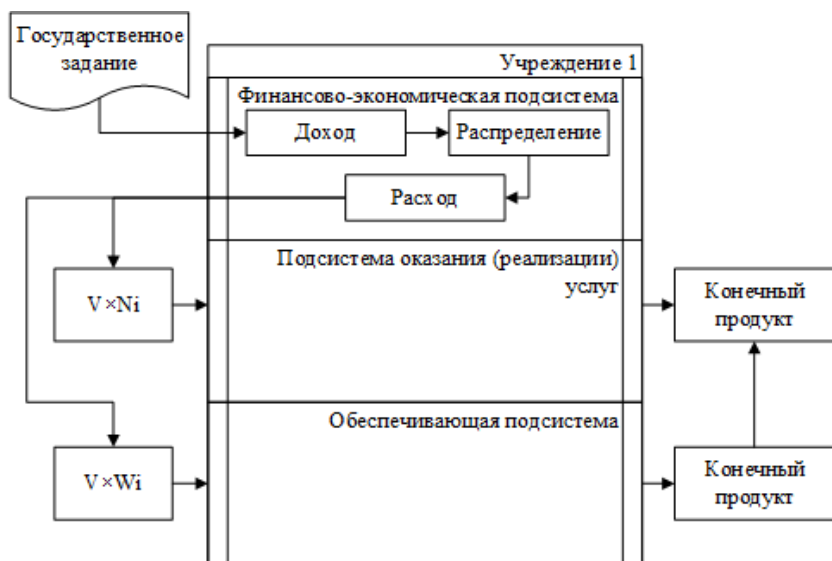 Государственное
задание
Учреждение 1
Финансово-экономическая подсистема
Доход
Распределение
Расход
Подсистема оказания (реализации)
услуг
V×Ni
Конечный
продукт
Обеспечивающая подсистема
V×Wi
Конечный
продукт